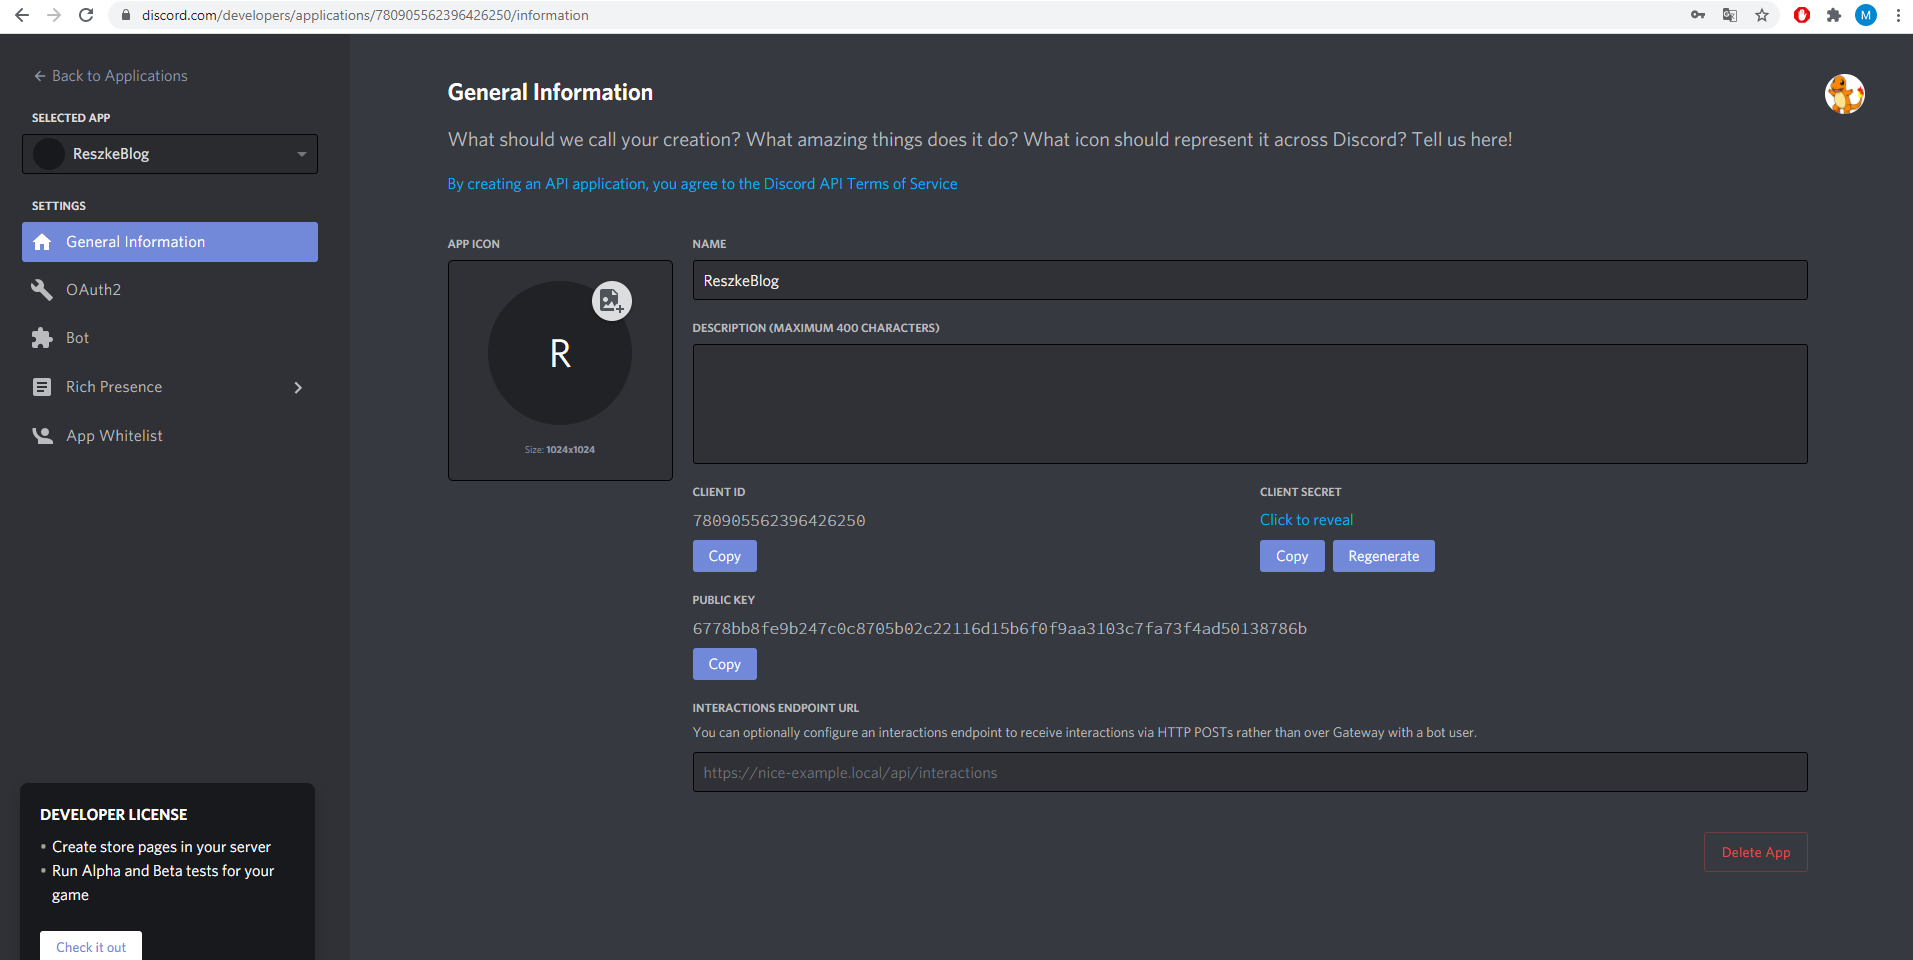 discord.com/developers/applications/780905562396426250/information
M
Back to Applications
SELECTED APP
ReszkeBlog
SETTINGS
General Information
OAuth2
Bot
Rich Presence
App Whitelist
DEVELOPER LICENSE
• Create store pages in your server
• Run Alpha and Beta tests for your
game
Check it out
General Information
What should we call your creation? What amazing things does it do? What icon should represent it across Discord? Tell us here!
By creating an API application, you agree to the Discord API Terms of Service
APP ICON
R
Size: 1024x1024
NAME
ReszkeBlog
DESCRIPTION (MAXIMUM 400 CHARACTERS)
CLIENT ID
780905562396426250
Copy
CLIENT SECRET
Click to reveal
Copy Regenerate
PUBLIC KEY
6778bb8fe9b247c0c8705b02c22116d15b6f0f9aa3103c7fa73f4ad50138786b
Copy
INTERACTIONS ENDPOINT URL
You can optionally configure an interactions endpoint to receive interactions via HTTP POSTs rather than over Gateway with a bot user.
https://nice-example.local/api/interactions
Delete App